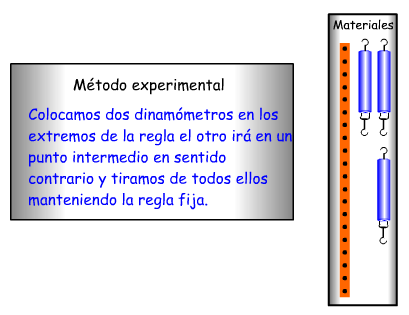 Materiales
Método experimental
Colocamos dos dinamómetros en los
extremos de la regla el otro irá en un
punto intermedio en sentido
contrario y tiramos de todos ellos
manteniendo la regla fija.